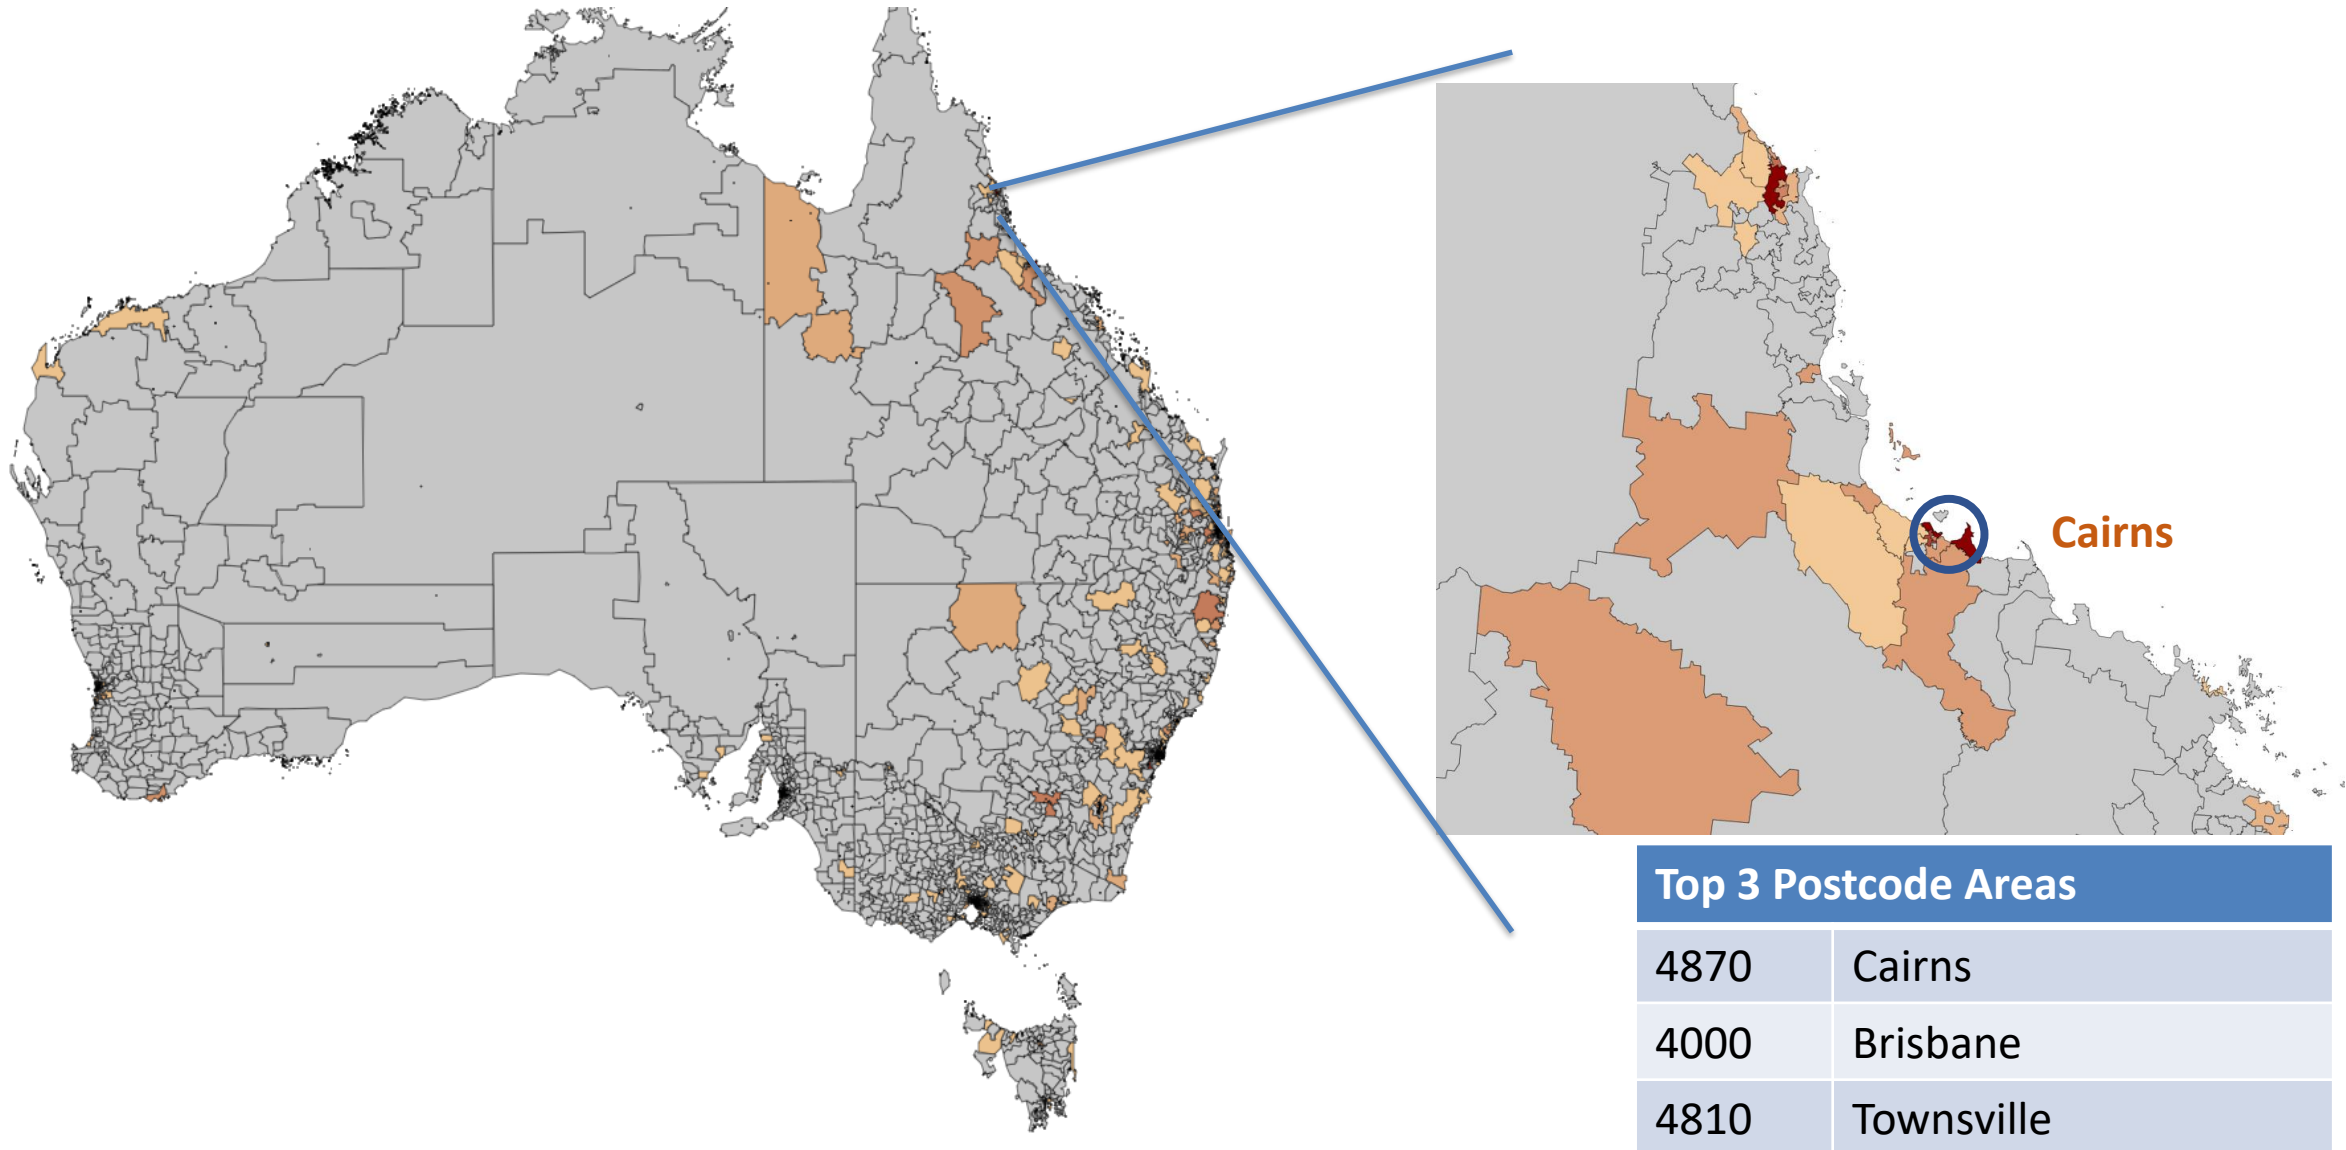 Cairns
Top 3 Postcode Areas
4870 Cairns
4000 Brisbane
4810 Townsville